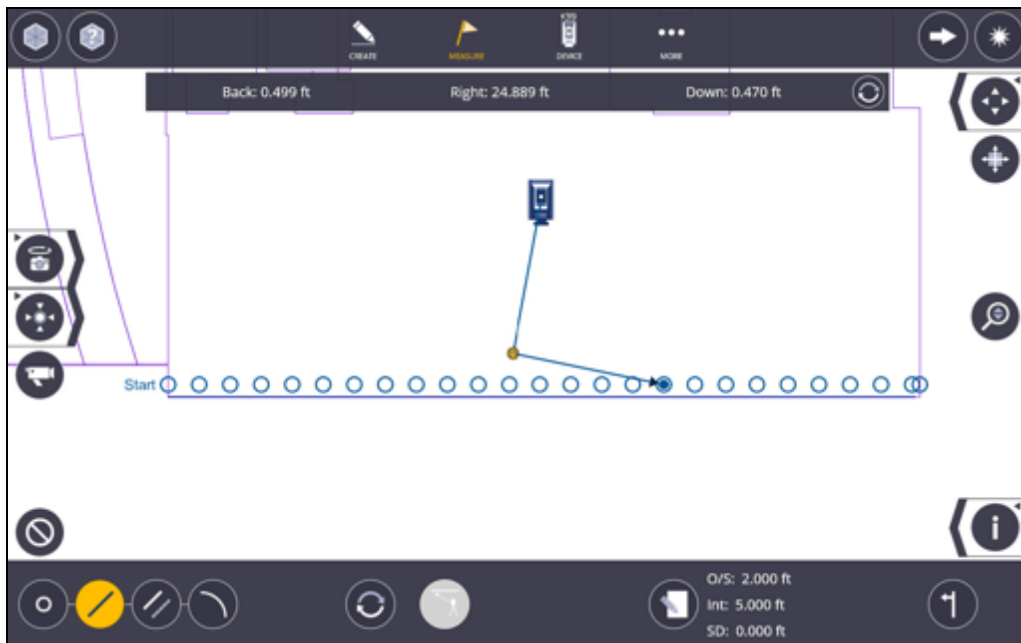 ?
CREATE
MEASURE
DEVICE
MORE
Back: 0.499 ft
Right: 24.889 ft
Down: 0.470 ft
Start
i
O/S: 2.000 ft
Int: 5.000 ft
SD: 0.000 ft